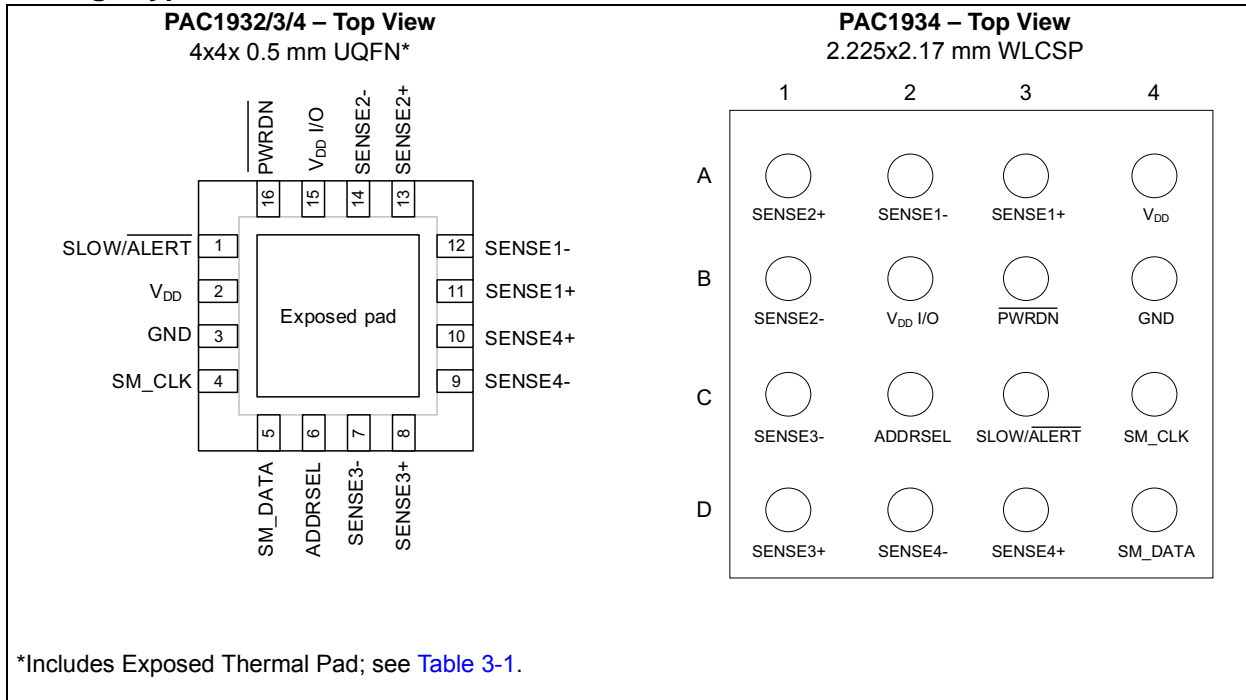 PAC1932/3/4 – Top View
4x4x 0.5 mm UQFN*
PWRDN
VDD I/O
SENSE2-
SENSE2+
16
15
14
13
SLOW/ALERT 1
VDD 2
GND 3
SM_CLK 4
Exposed pad
12 SENSE1-
11 SENSE1+
10 SENSE4+
9 SENSE4-
5
6
7
8
SM_DATA
ADDRSEL
SENSE3-
SENSE3+
PAC1934 – Top View
2.225x2.17 mm WLCSP
1 2 3 4
A
SENSE2+ SENSE1- SENSE1+ VDD
B
SENSE2- VDD I/O PWRDN GND
C
SENSE3- ADDRSEL SLOW/ALERT SM_CLK
D
SENSE3+ SENSE4- SENSE4+ SM_DATA
*Includes Exposed Thermal Pad; see Table 3-1.